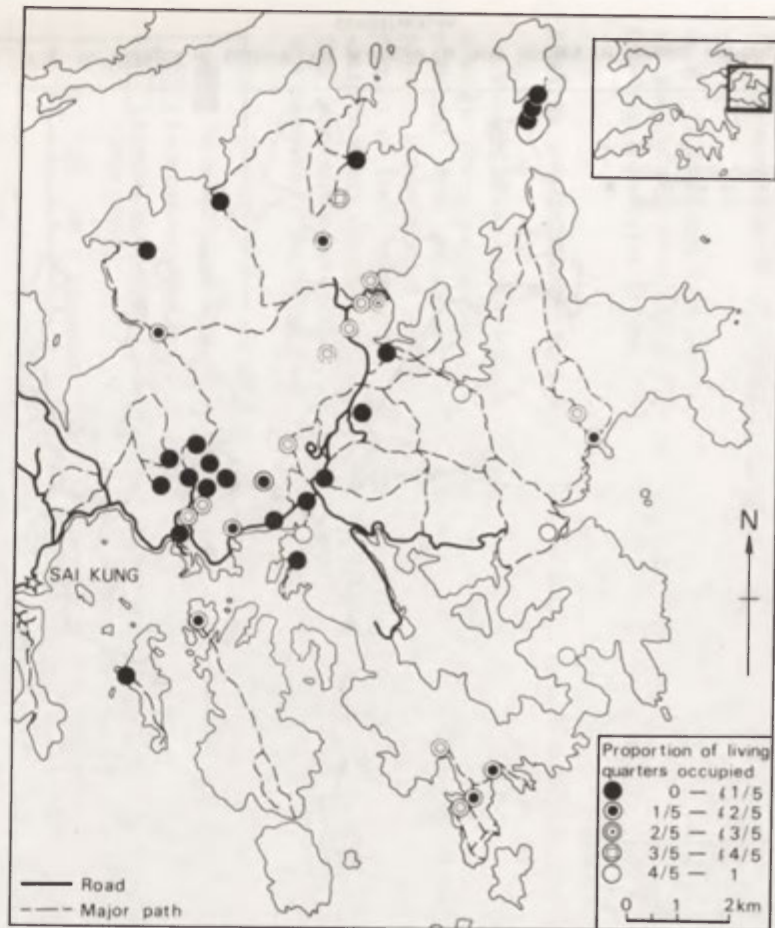 N
SAI KUNG
Proportion of living
quarters occupied
0 — ≮1/5
1/5 — ≮2/5
2/5 — ≮3/5
3/5 — ≮4/5
4/5 — 1
Road
Major path
0 1 2km